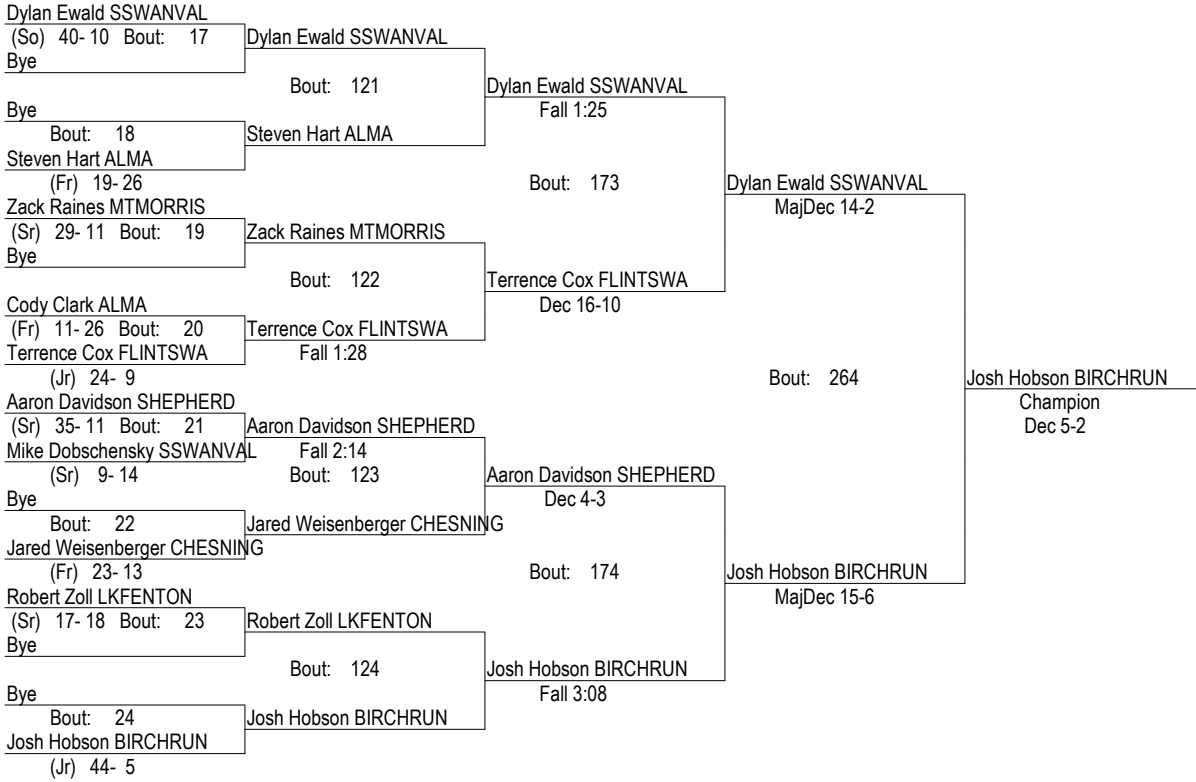 Dylan Ewald SSWANVAL
(So) 40- 10 Bout: 17
Dylan Ewald SSWANVAL
Bye
Bout: 121
Dylan Ewald SSWANVAL
Fall 1:25
Bye
Bout: 18
Steven Hart ALMA
Steven Hart ALMA
(Fr) 19- 26
Bout: 173
Dylan Ewald SSWANVAL
MajDec 14-2
Zack Raines MTMORRIS
(Sr) 29- 11 Bout: 19
Zack Raines MTMORRIS
Bye
Bout: 122
Terrence Cox FLINTSWA
Dec 16-10
Cody Clark ALMA
(Fr) 11- 26 Bout: 20
Terrence Cox FLINTSWA
Terrence Cox FLINTSWA
Fall 1:28
(Jr) 24- 9
Bout: 264
Josh Hobson BIRCHRUN
Champion
Dec 5-2
Aaron Davidson SHEPHERD
(Sr) 35- 11 Bout: 21
Aaron Davidson SHEPHERD
Mike Dobschensky SSWANVAL
Fall 2:14
(Sr) 9- 14
Bout: 123
Aaron Davidson SHEPHERD
Dec 4-3
Bye
Bout: 22
Jared Weisenberger CHESNING
Jared Weisenberger CHESNING
(Fr) 23- 13
Bout: 174
Josh Hobson BIRCHRUN
MajDec 15-6
Robert Zoll LKFENTON
(Sr) 17- 18 Bout: 23
Robert Zoll LKFENTON
Bye
Bout: 124
Josh Hobson BIRCHRUN
Fall 3:08
Bye
Bout: 24
Josh Hobson BIRCHRUN
Josh Hobson BIRCHRUN
(Jr) 44- 5